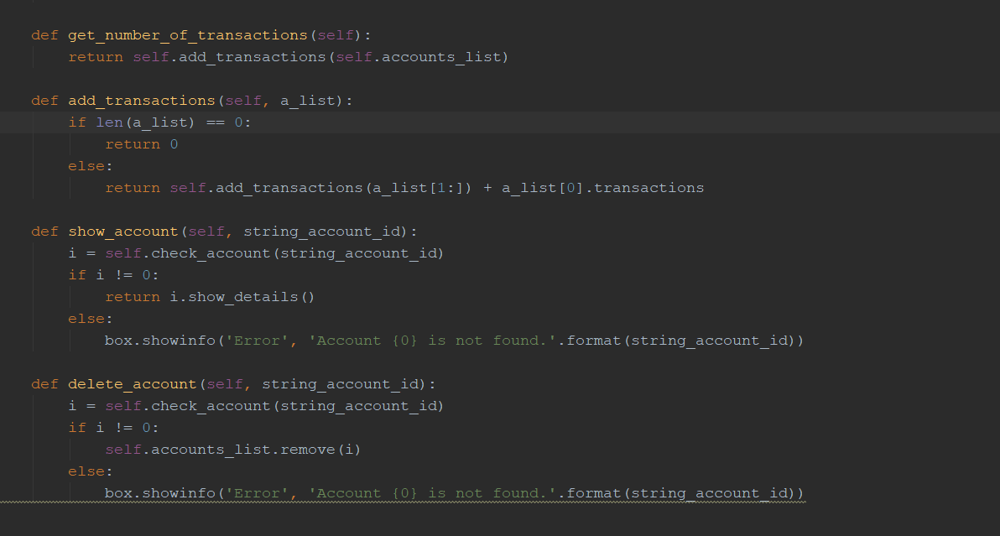 def get_number_of_transactions(self):
    return self.add_transactions(self.accounts_list)
def add_transactions(self, a_list):
    if len(a_list) == 0:
        return 0
    else:
        return self.add_transactions(a_list[1:]) + a_list[0].transactions
def show_account(self, string_account_id):
    i = self.check_account(string_account_id)
    if i != 0:
        return i.show_details()
    else:
        box.showinfo('Error', 'Account {0} is not found.'.format(string_account_id))
def delete_account(self, string_account_id):
    i = self.check_account(string_account_id)
    if i != 0:
        self.accounts_list.remove(i)
    else:
        box.showinfo('Error', 'Account {0} is not found.'.format(string_account_id))